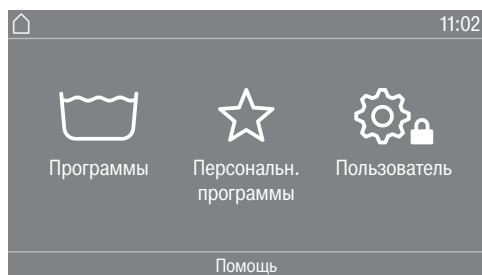 11:02
Программы
Персональн.
программы
Пользователь
Помощь